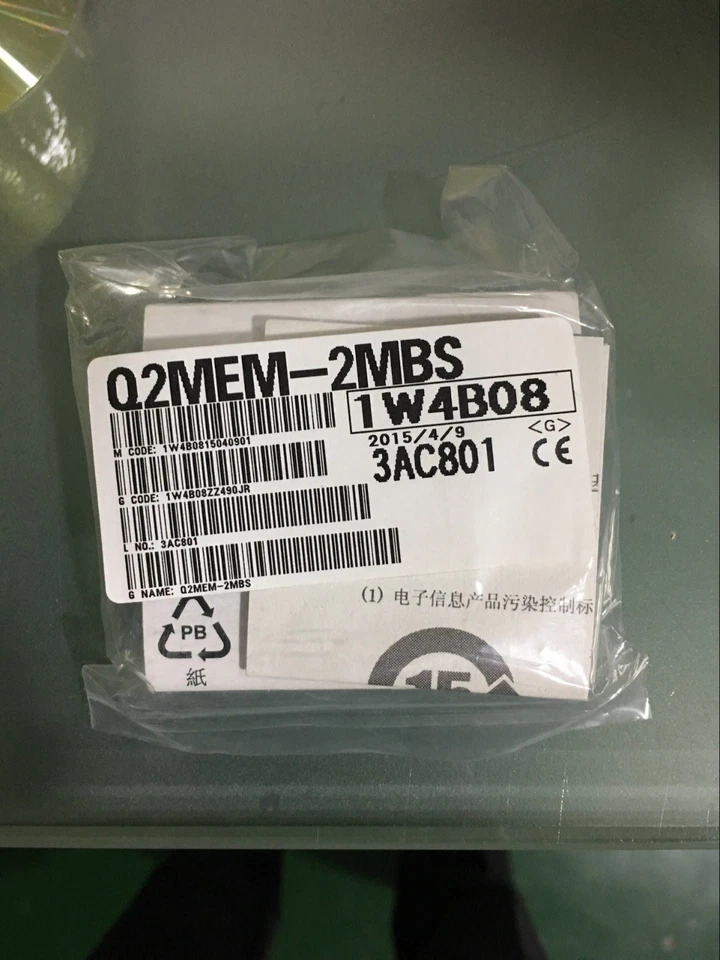 Q2MEM-2MBS
1W4B08
M CODE: 1W4B0815040901
2015/4/9
<G>
3AC801
CE
G CODE: 1W4B08ZZ490JR
L NO.: 3AC801
G NAME: Q2MEM-2MBS
(1) 电子信息产品污染控制标
PB
紙
15